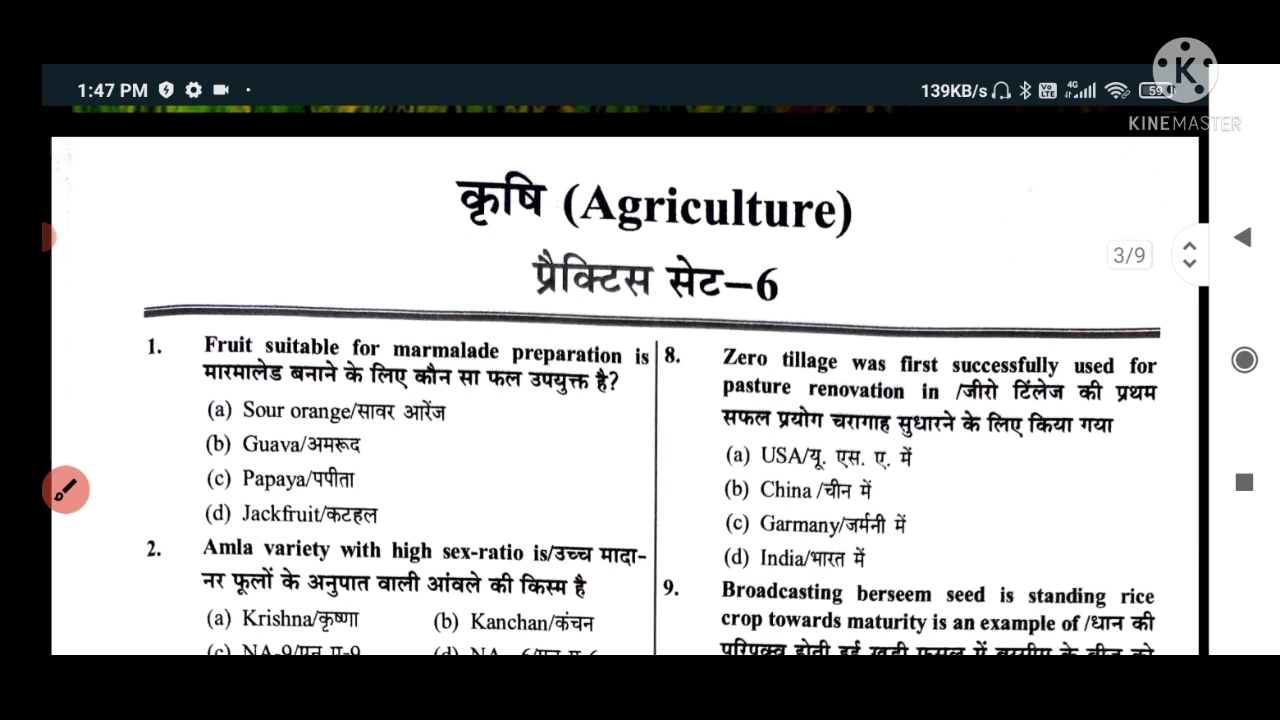 1:47 PM
139KB/s
4G
59
KINEMASTER
कृषि (Agriculture)
प्रैक्टिस सेट–6
3/9
1. Fruit suitable for marmalade preparation is
मारमालेड बनाने के लिए कौन सा फल उपयुक्त है?
(a) Sour orange/सावर आरेंज
(b) Guava/अमरूद
(c) Papaya/पपीता
(d) Jackfruit/कटहल
2. Amla variety with high sex-ratio is/उच्च मादा-
नर फूलों के अनुपात वाली आंवले की किस्म है
(a) Krishna/कृष्णा (b) Kanchan/कंचन
8. Zero tillage was first successfully used for
pasture renovation in /जीरो टिंलेज की प्रथम
सफल प्रयोग चरागाह सुधारने के लिए किया गया
(a) USA/यू. एस. ए. में
(b) China /चीन में
(c) Garmany/जर्मनी में
(d) India/भारत में
9. Broadcasting berseem seed is standing rice
crop towards maturity is an example of /धान की